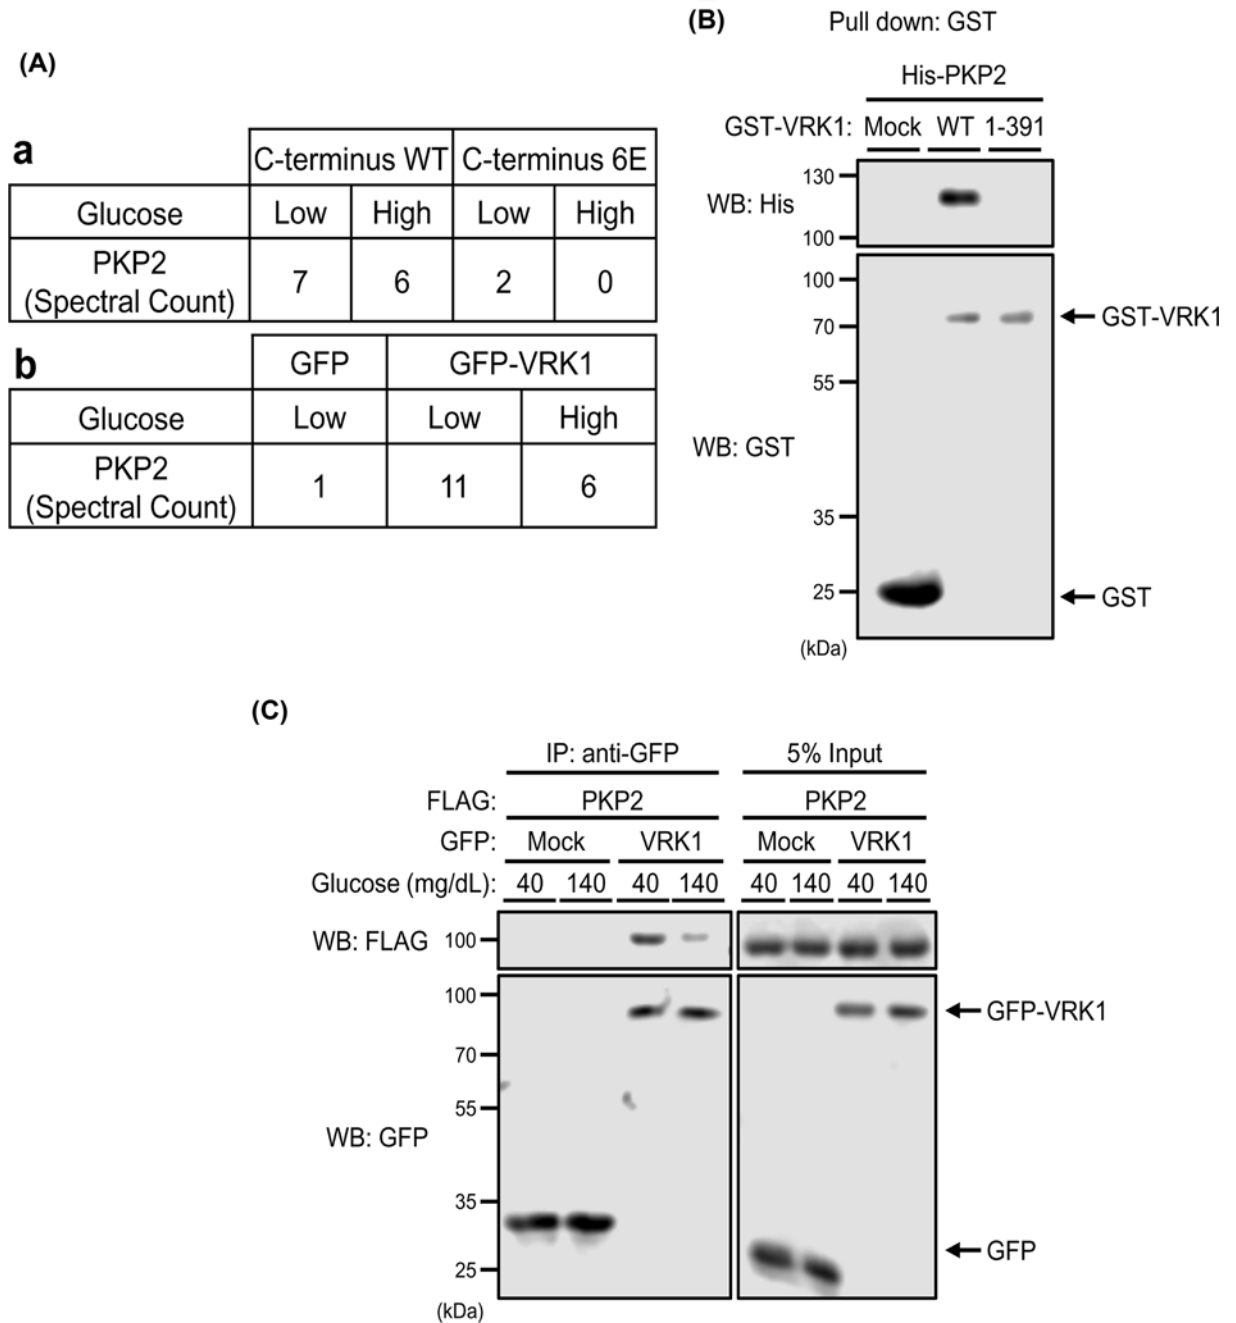 (A)
a
C-terminus WT C-terminus 6E
Glucose Low High Low High
PKP2
(Spectral Count)
7 6 2 0
b
GFP GFP-VRK1
Glucose Low Low High
PKP2
(Spectral Count)
1 11 6
(B)
Pull down: GST
His-PKP2
GST-VRK1: Mock WT 1-391
WB: His
130
100
WB: GST
100
70
55
35
25
(kDa)
GST-VRK1
GST
(C)
IP: anti-GFP 5% Input
FLAG: PKP2 PKP2
GFP: Mock VRK1 Mock VRK1
Glucose (mg/dL): 40 140 40 140 40 140 40 140
WB: FLAG 100
WB: GFP
100
70
55
35
25
(kDa)
GFP-VRK1
GFP